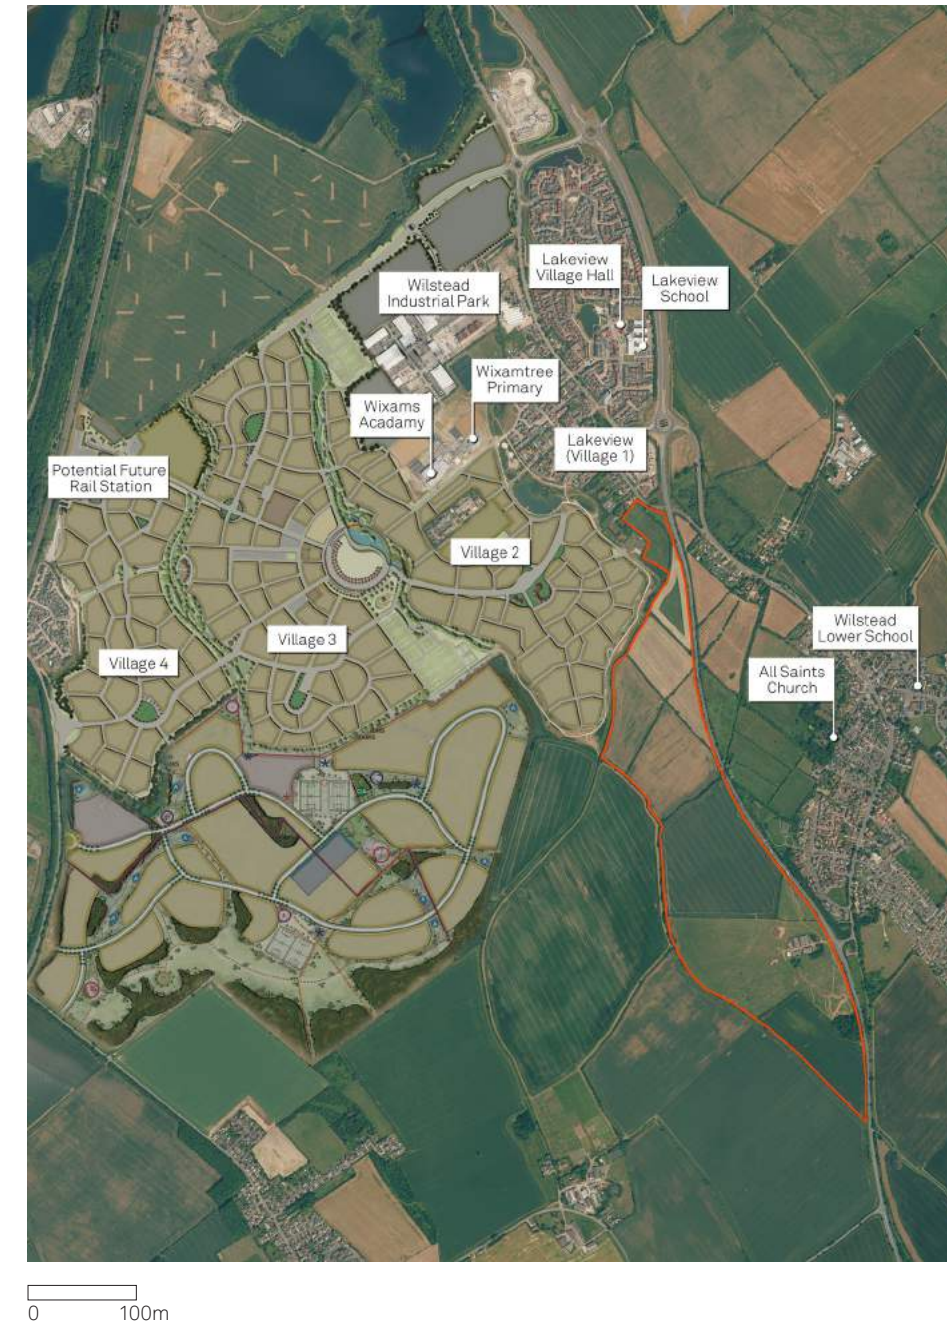 Lakeview
Village Hall
Lakeview
School
Wilstead
Industrial Park
Wixamtree
Primary
Wixams
Acadamy
Lakeview
(Village 1)
Potential Future
Rail Station
Village 2
Village 3
Village 4
Wilstead
Lower School
All Saints
Church
0 100m